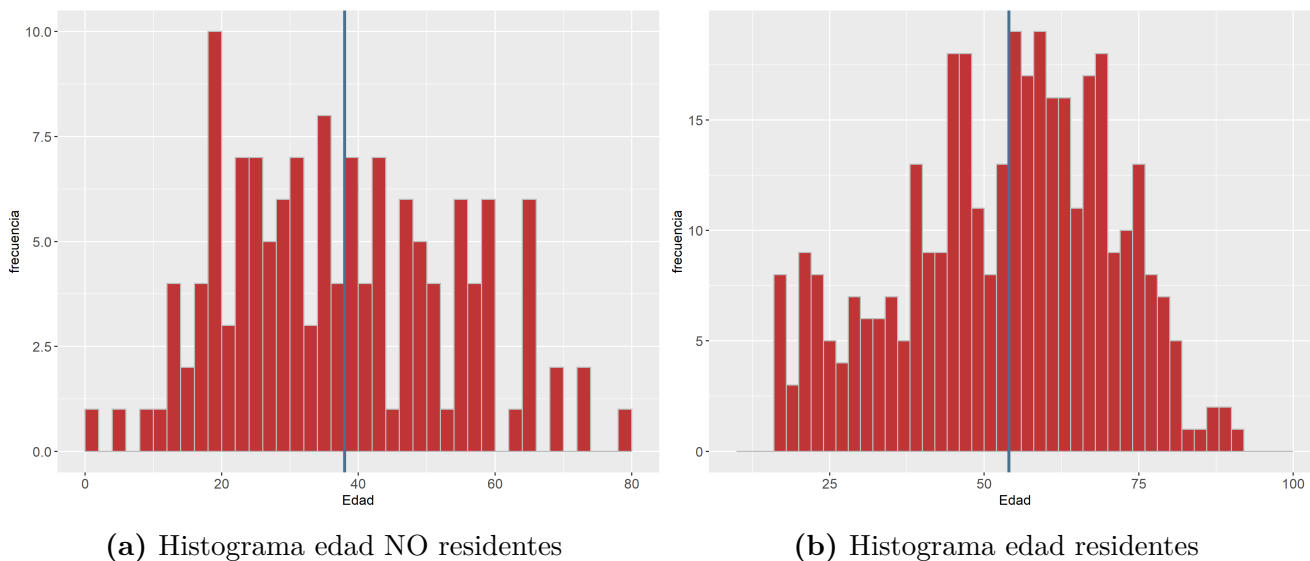 10.0
7.5
5.0
2.5
0.0
frecuencia
0 20 40 60 80
Edad
(a) Histograma edad NO residentes
15
10
5
0
frecuencia
25 50 75 100
Edad
(b) Histograma edad residentes